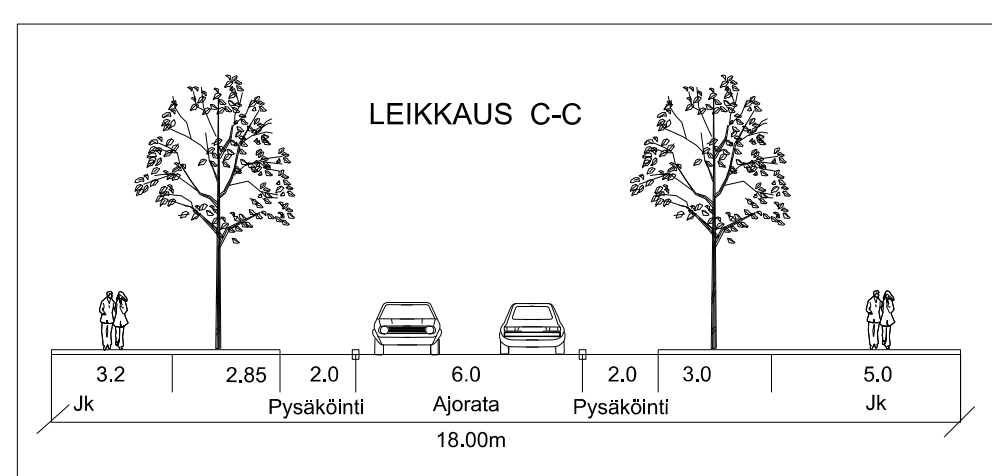 LEIKKAUS C-C
3.2 2.85 2.0 6.0 2.0 3.0 5.0
Jk Pysäköinti Ajorata Pysäköinti Jk
18.00m